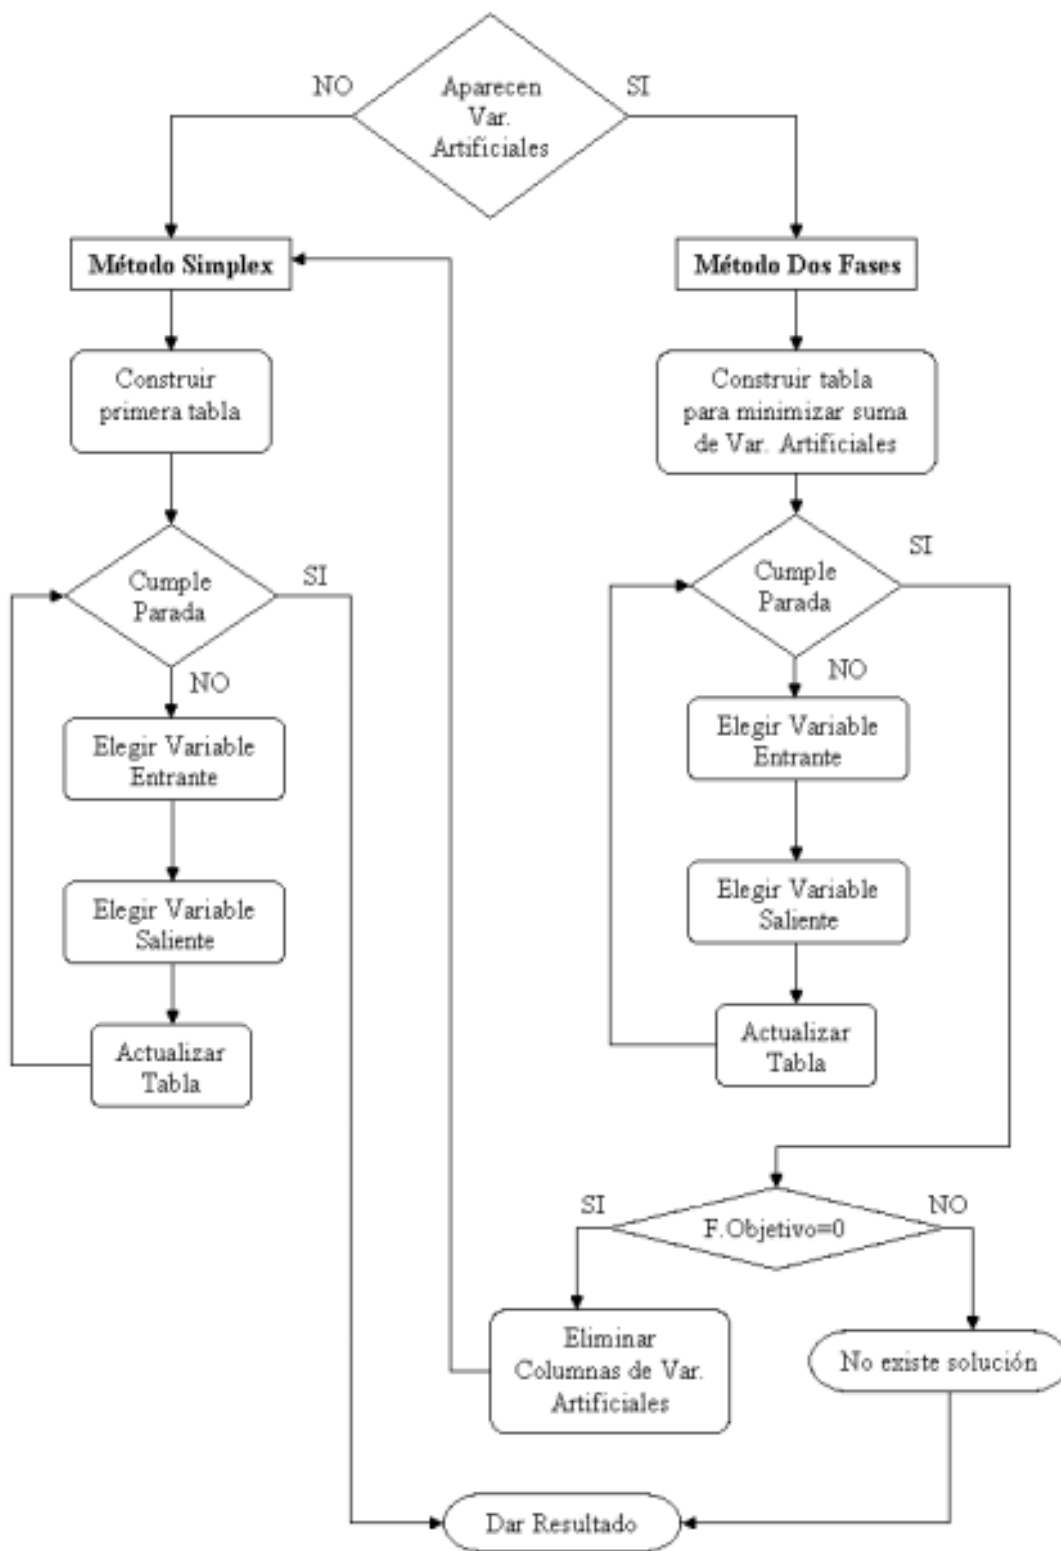 NO
Aparecen
Var.
Artificiales
SI
Método Simplex
Construir
primera tabla
Cumple
Parada
SI
NO
Elegir Variable
Entrante
Elegir Variable
Saliente
Actualizar
Tabla
Método Dos Fases
Construir tabla
para minimizar suma
de Var. Artificiales
Cumple
Parada
SI
NO
Elegir Variable
Entrante
Elegir Variable
Saliente
Actualizar
Tabla
SI
F.Objetivo=0
NO
Eliminar
Columnas de Var.
Artificiales
No existe solución
Dar Resultado